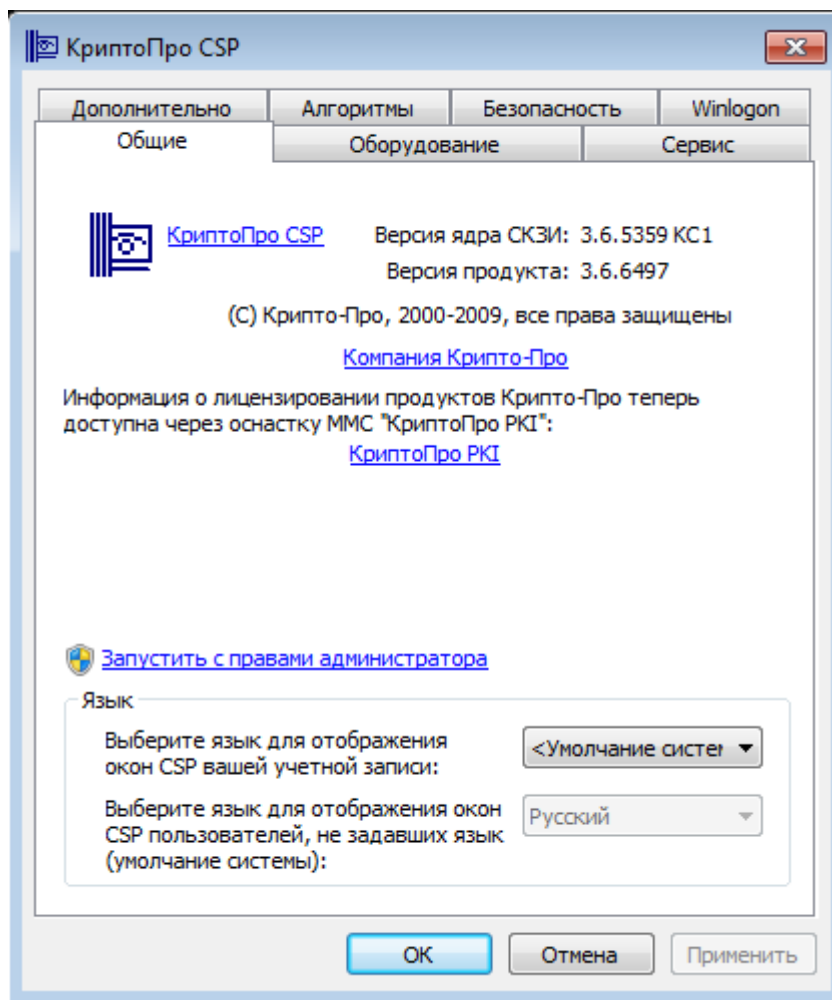 КриптоПро CSP
Дополнительно Алгоритмы Безопасность Winlogon
Общие Оборудование Сервис
КриптоПро CSP Версия ядра СКЗИ: 3.6.5359 КС1
Версия продукта: 3.6.6497
(C) Крипто-Про, 2000-2009, все права защищены
Компания Крипто-Про
Информация о лицензировании продуктов Крипто-Про теперь
доступна через оснастку ММС "КриптоПро PKI":
КриптоПро PKI
Запустить с правами администратора
Язык
Выберите язык для отображения
окон CSP вашей учетной записи:
<Умолчание систем
Выберите язык для отображения окон
CSP пользователей, не задавших язык
(умолчание системы):
Русский
ОК Отмена Применить